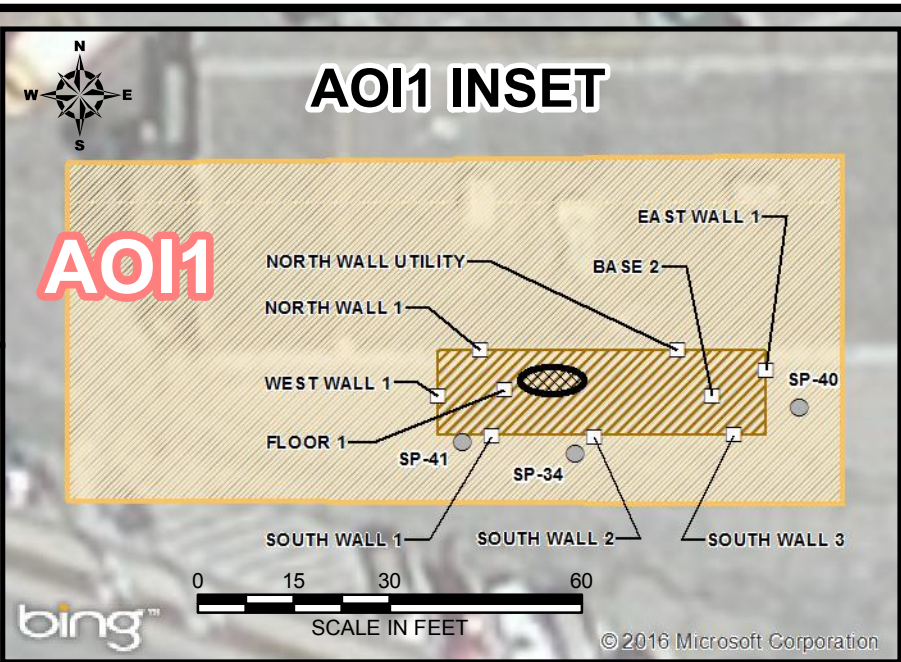 N
AOI1 INSET
W E
S
EAST WALL 1
AOI1
NORTH WALL UTILITY
BASE 2
NORTH WALL 1
WEST WALL 1
SP-40
FLOOR 1
SP-41
SP-34
SOUTH WALL 1
SOUTH WALL 2
SOUTH WALL 3
0 15 30 60
SCALE IN FEET
bing™
© 2016 Microsoft Corporation